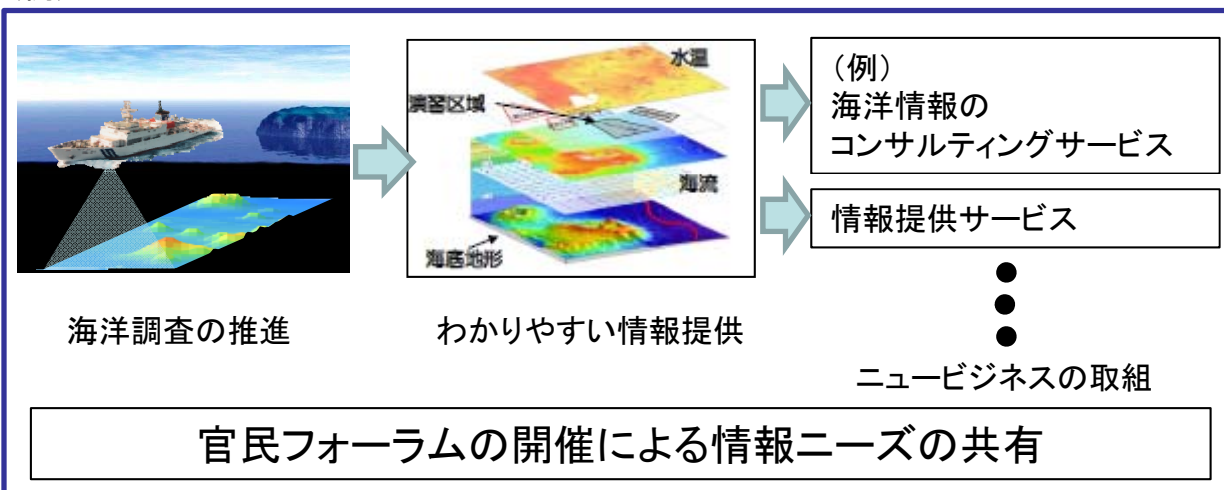 水温
演習区域
海流
海底地形
海洋調査の推進
わかりやすい情報提供
（例）
海洋情報の
コンサルティングサービス
情報提供サービス
ニュービジネスの取組
官民フォーラムの開催による情報ニーズの共有